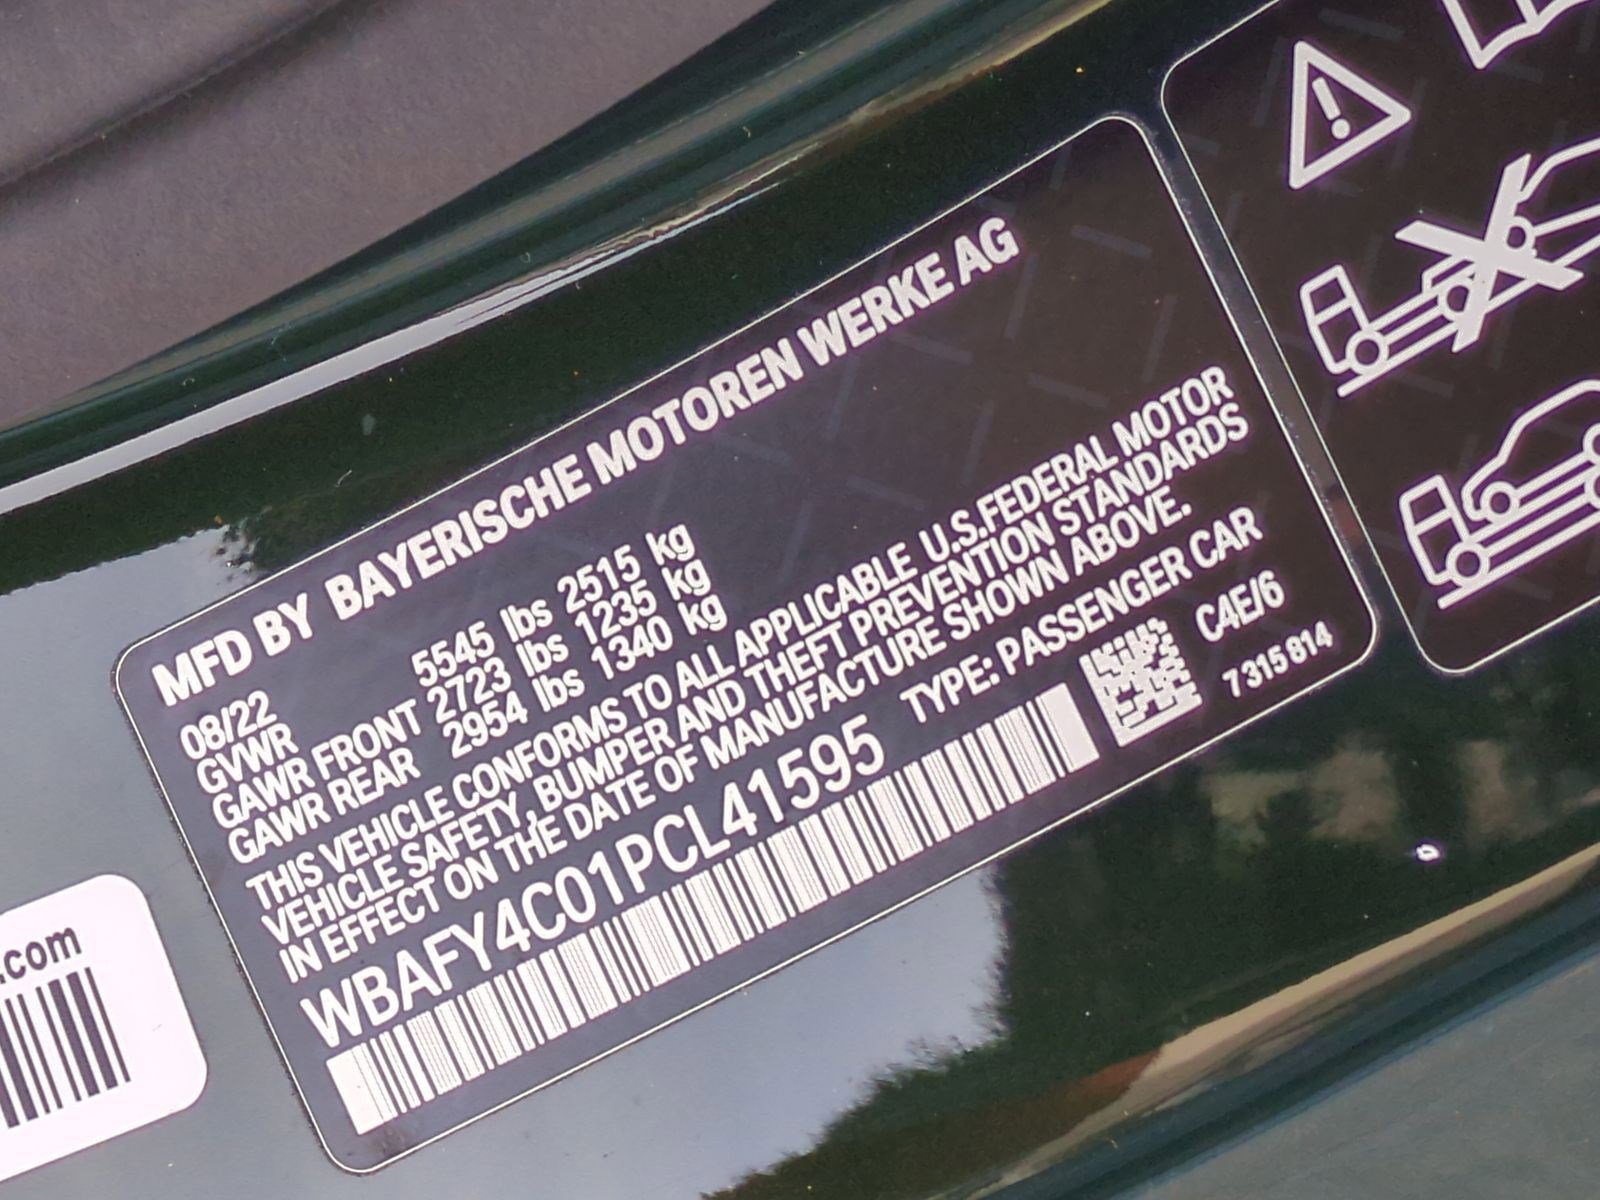 MFD BY BAYERISCHE MOTOREN WERKE AG
08/22
GVWR 5545 lbs 2515 kg
GAWR FRONT 2723 lbs 1235 kg
GAWR REAR 2954 lbs 1340 kg
THIS VEHICLE CONFORMS TO ALL APPLICABLE U.S.FEDERAL MOTOR
VEHICLE SAFETY, BUMPER AND THEFT PREVENTION STANDARDS
IN EFFECT ON THE DATE OF MANUFACTURE SHOWN ABOVE.
WBAFY4C01PCL41595 TYPE: PASSENGER CAR
C4E/6
7 315 814
.com